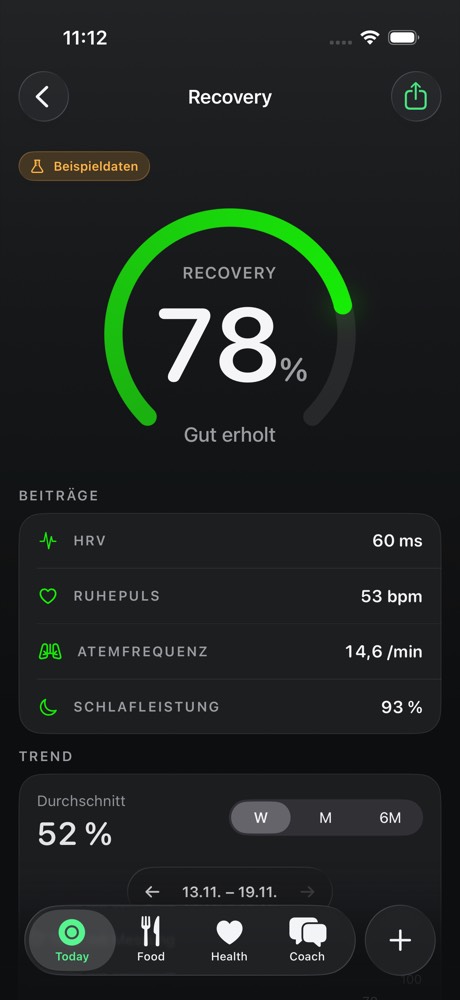 11:12
Recovery
Beispieldaten
RECOVERY
78%
Gut erholt
BEITRÄGE
HRV 60 ms
RUHEPULS 53 bpm
ATEMFREQUENZ 14,6 /min
SCHLAFLEISTUNG 93 %
TREND
Durchschnitt
52 %
W M 6M
← 13.11. – 19.11. →
Today Food Health Coach
100